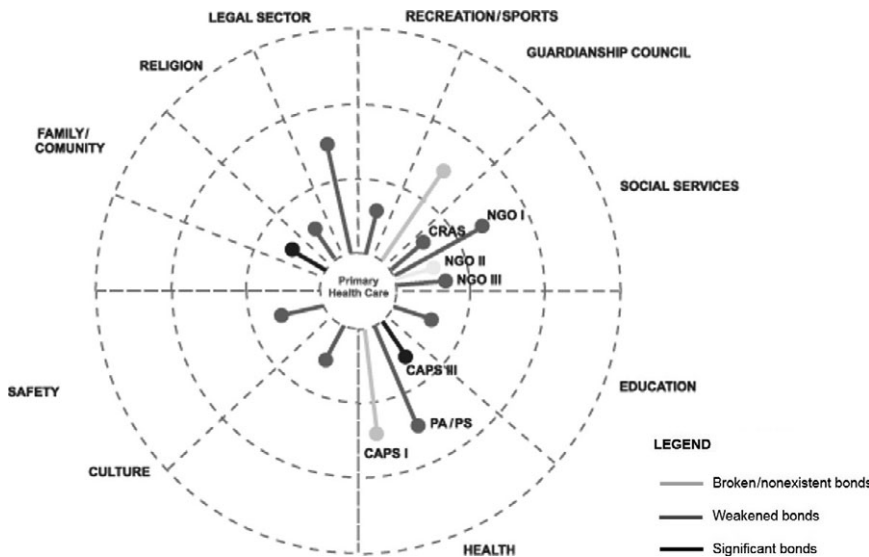 LEGAL SECTOR
RECREATION/SPORTS
RELIGION
GUARDIANSHIP COUNCIL
FAMILY/
COMUNITY
SOCIAL SERVICES
NGO I
CRAS
NGO II
NGO III
Primary
Health Care
CAPS III
SAFETY
EDUCATION
PA/PS
CAPS I
CULTURE
HEALTH
LEGEND
Broken/nonexistent bonds
Weakened bonds
Significant bonds